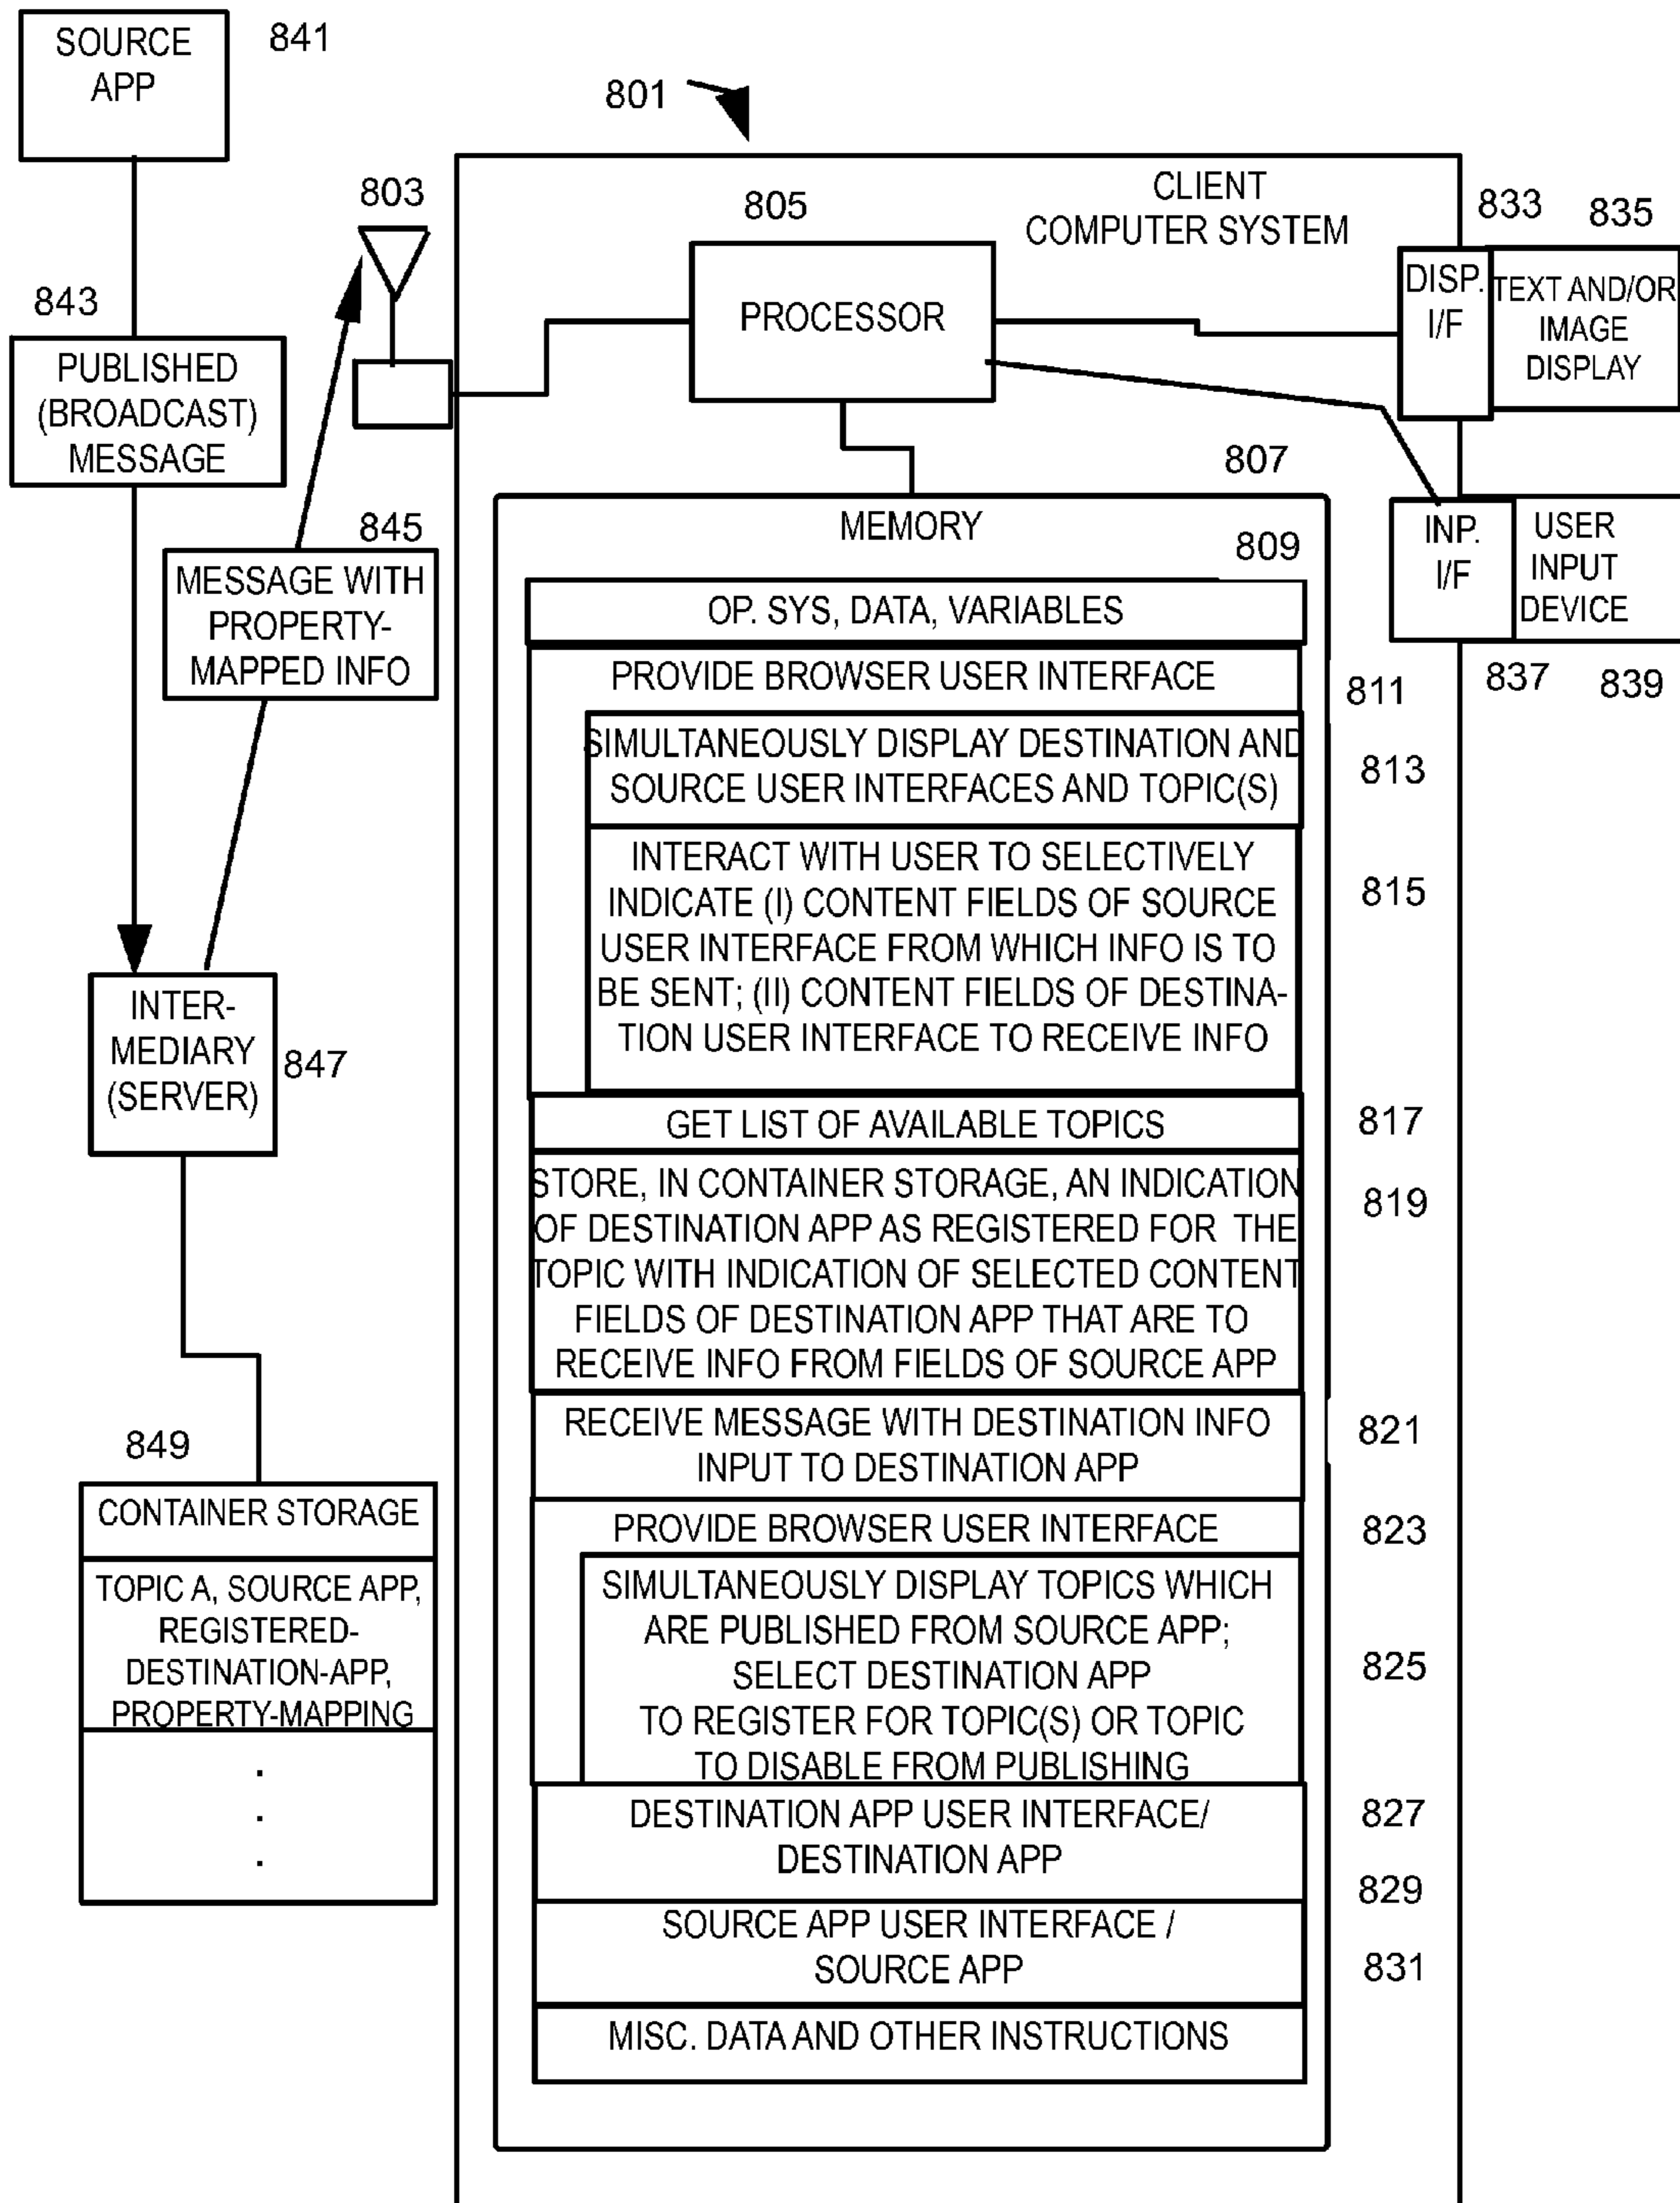 SOURCE
APP
841
801
803
805
CLIENT
COMPUTER SYSTEM
833
835
PROCESSOR
DISP.
I/F
TEXT AND/OR
IMAGE
DISPLAY
843
PUBLISHED
(BROADCAST)
MESSAGE
807
845
MESSAGE WITH
PROPERTY-
MAPPED INFO
MEMORY
809
INP.
I/F
USER
INPUT
DEVICE
837
839
OP. SYS, DATA, VARIABLES
PROVIDE BROWSER USER INTERFACE
811
SIMULTANEOUSLY DISPLAY DESTINATION AND
SOURCE USER INTERFACES AND TOPIC(S)
813
INTERACT WITH USER TO SELECTIVELY
INDICATE (I) CONTENT FIELDS OF SOURCE
USER INTERFACE FROM WHICH INFO IS TO
BE SENT; (II) CONTENT FIELDS OF DESTINA-
TION USER INTERFACE TO RECEIVE INFO
815
INTER-
MEDIARY
(SERVER)
847
GET LIST OF AVAILABLE TOPICS
817
STORE, IN CONTAINER STORAGE, AN INDICATION
OF DESTINATION APP AS REGISTERED FOR THE
TOPIC WITH INDICATION OF SELECTED CONTENT
FIELDS OF DESTINATION APP THAT ARE TO
RECEIVE INFO FROM FIELDS OF SOURCE APP
819
RECEIVE MESSAGE WITH DESTINATION INFO
INPUT TO DESTINATION APP
821
849
CONTAINER STORAGE
TOPIC A, SOURCE APP,
REGISTERED-
DESTINATION-APP,
PROPERTY-MAPPING
.
.
.
PROVIDE BROWSER USER INTERFACE
823
SIMULTANEOUSLY DISPLAY TOPICS WHICH
ARE PUBLISHED FROM SOURCE APP;
SELECT DESTINATION APP
TO REGISTER FOR TOPIC(S) OR TOPIC
TO DISABLE FROM PUBLISHING
825
DESTINATION APP USER INTERFACE/
DESTINATION APP
827
829
SOURCE APP USER INTERFACE /
SOURCE APP
831
MISC. DATA AND OTHER INSTRUCTIONS